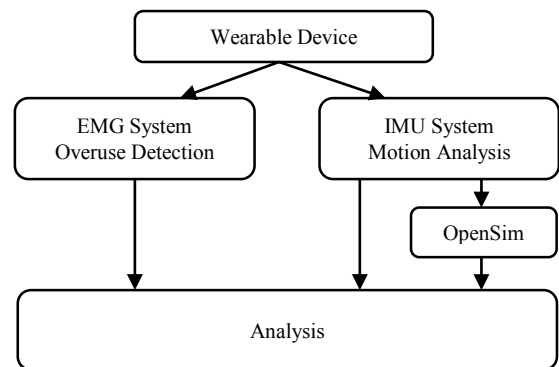 Wearable Device
EMG System
Overuse Detection
IMU System
Motion Analysis
OpenSim
Analysis